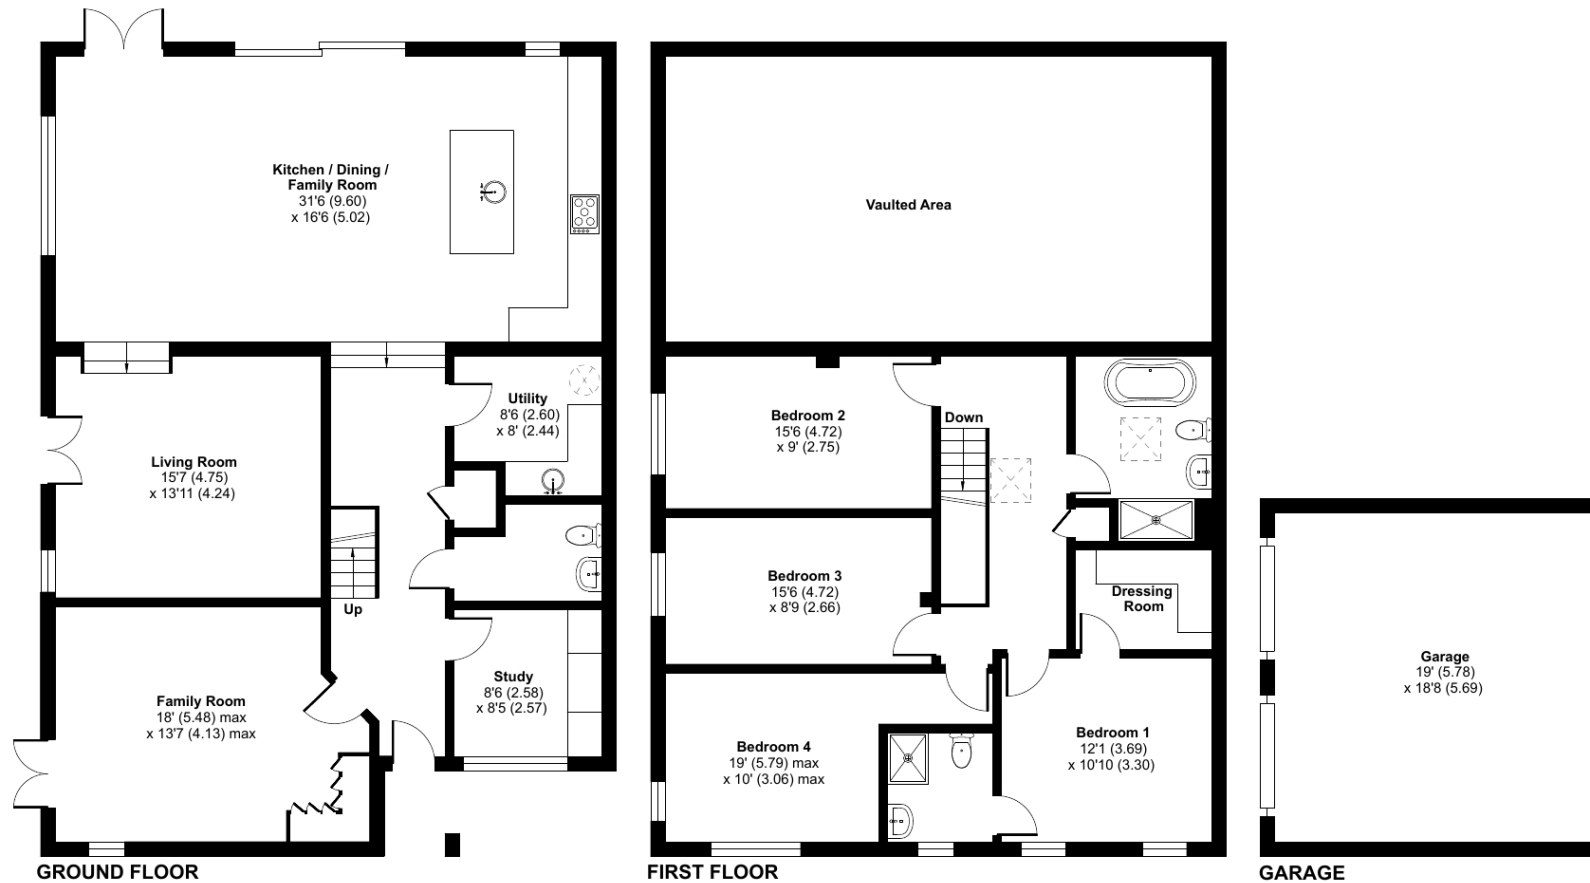 Kitchen / Dining /
Family Room
31'6 (9.60)
x 16'6 (5.02)
Utility
8'6 (2.60)
x 8' (2.44)
Living Room
15'7 (4.75)
x 13'11 (4.24)
Up
Study
8'6 (2.58)
x 8'5 (2.57)
Family Room
18' (5.48) max
x 13'7 (4.13) max
GROUND FLOOR
Vaulted Area
Bedroom 2
15'6 (4.72)
x 9' (2.75)
Down
Bedroom 3
15'6 (4.72)
x 8'9 (2.66)
Dressing
Room
Bedroom 4
19' (5.79) max
x 10' (3.06) max
Bedroom 1
12'1 (3.69)
x 10'10 (3.30)
FIRST FLOOR
Garage
19' (5.78)
x 18'8 (5.69)
GARAGE